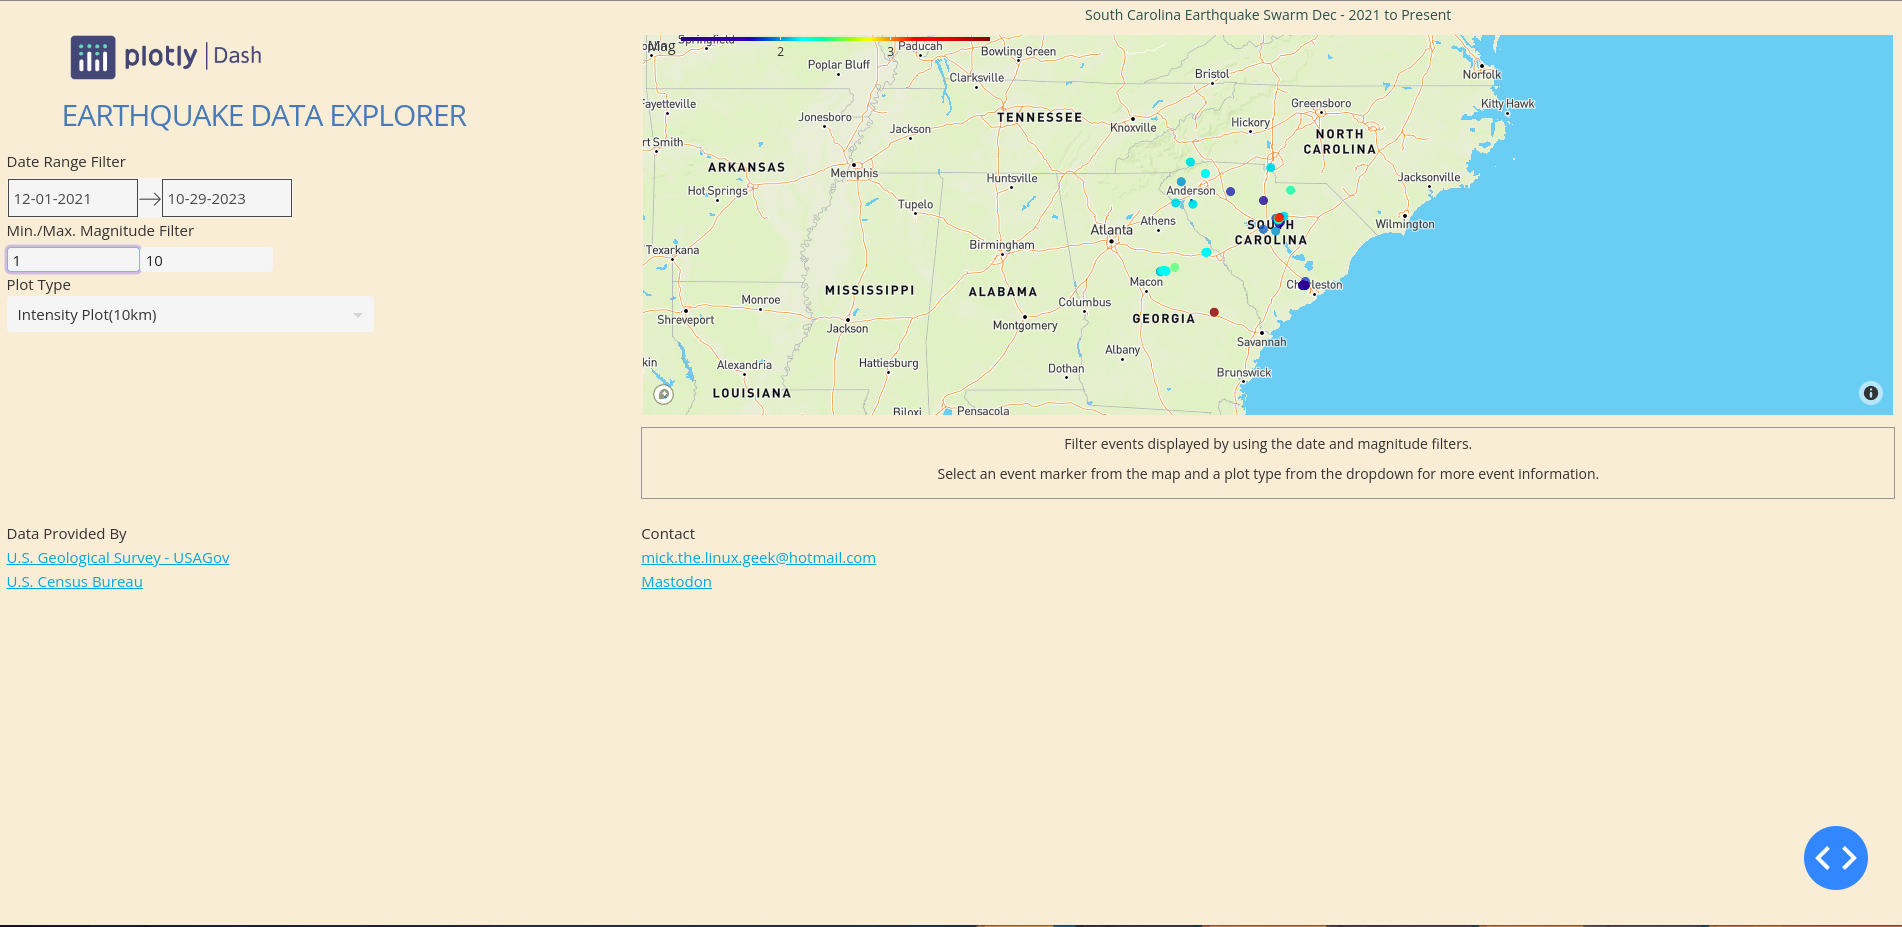 South Carolina Earthquake Swarm Dec - 2021 to Present
plotly | Dash
EARTHQUAKE DATA EXPLORER
Date Range Filter
12-01-2021
10-29-2023
Min./Max. Magnitude Filter
1
10
Plot Type
Intensity Plot(10km)
Mag
2
3
Springfield
Paducah
Bowling Green
Poplar Bluff
Clarksville
Bristol
Norfolk
Fayetteville
Jonesboro
Jackson
TENNESSEE
Knoxville
Hickory
Greensboro
Kitty Hawk
rt Smith
ARKANSAS
Memphis
NORTH
CAROLINA
Hot Springs
Huntsville
Anderson
Jacksonville
Tupelo
Athens
Wilmington
Atlanta
SOUTH
CAROLINA
Texarkana
Birmingham
Macon
Charleston
Monroe
MISSISSIPPI
ALABAMA
Columbus
Shreveport
Jackson
Montgomery
GEORGIA
Savannah
kin
Alexandria
Hattiesburg
Albany
Dothan
Brunswick
LOUISIANA
Biloxi
Pensacola
Filter events displayed by using the date and magnitude filters.
Select an event marker from the map and a plot type from the dropdown for more event information.
Data Provided By
U.S. Geological Survey - USAGov
U.S. Census Bureau
Contact
mick.the.linux.geek@hotmail.com
Mastodon